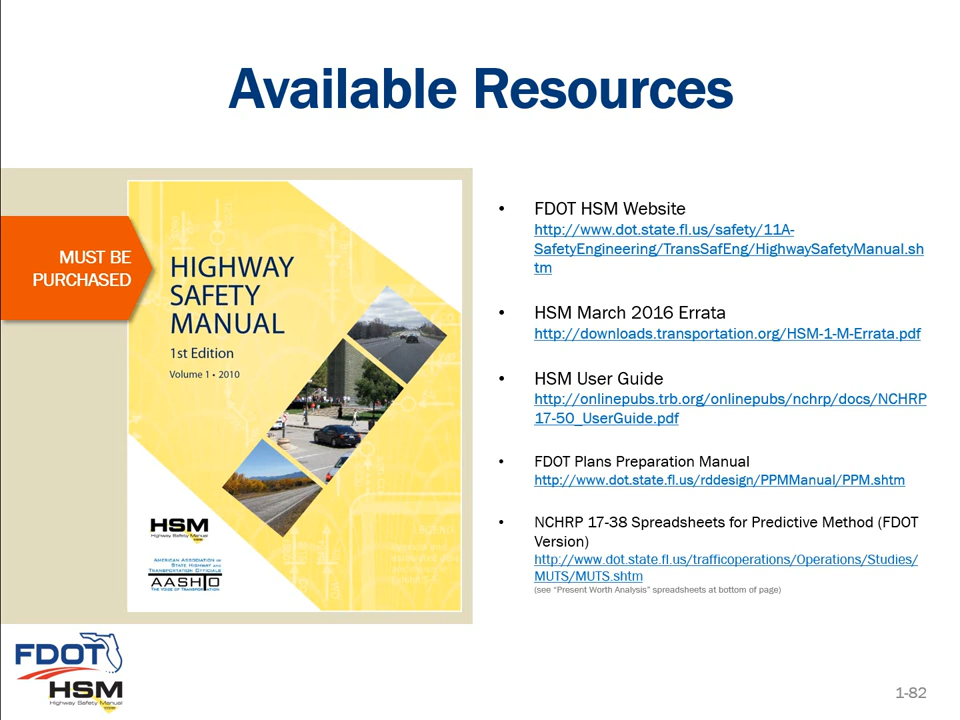 Available Resources
MUST BE
PURCHASED
HIGHWAY
SAFETY
MANUAL
1st Edition
Volume 1 • 2010
HSM
Highway Safety Manual
AMERICAN ASSOCIATION OF
STATE HIGHWAY AND
TRANSPORTATION OFFICIALS
AASHTO
THE VOICE OF TRANSPORTATION
• FDOT HSM Website
http://www.dot.state.fl.us/safety/11A-
SafetyEngineering/TransSafEng/HighwaySafetyManual.sh
tm
• HSM March 2016 Errata
http://downloads.transportation.org/HSM-1-M-Errata.pdf
• HSM User Guide
http://onlinepubs.trb.org/onlinepubs/nchrp/docs/NCHRP
17-50_UserGuide.pdf
• FDOT Plans Preparation Manual
http://www.dot.state.fl.us/rddesign/PPMManual/PPM.shtm
• NCHRP 17-38 Spreadsheets for Predictive Method (FDOT
Version)
http://www.dot.state.fl.us/trafficoperations/Operations/Studies/
MUTS/MUTS.shtm
(see “Present Worth Analysis” spreadsheets at bottom of page)
FDOT
HSM
Highway Safety Manual
1-82